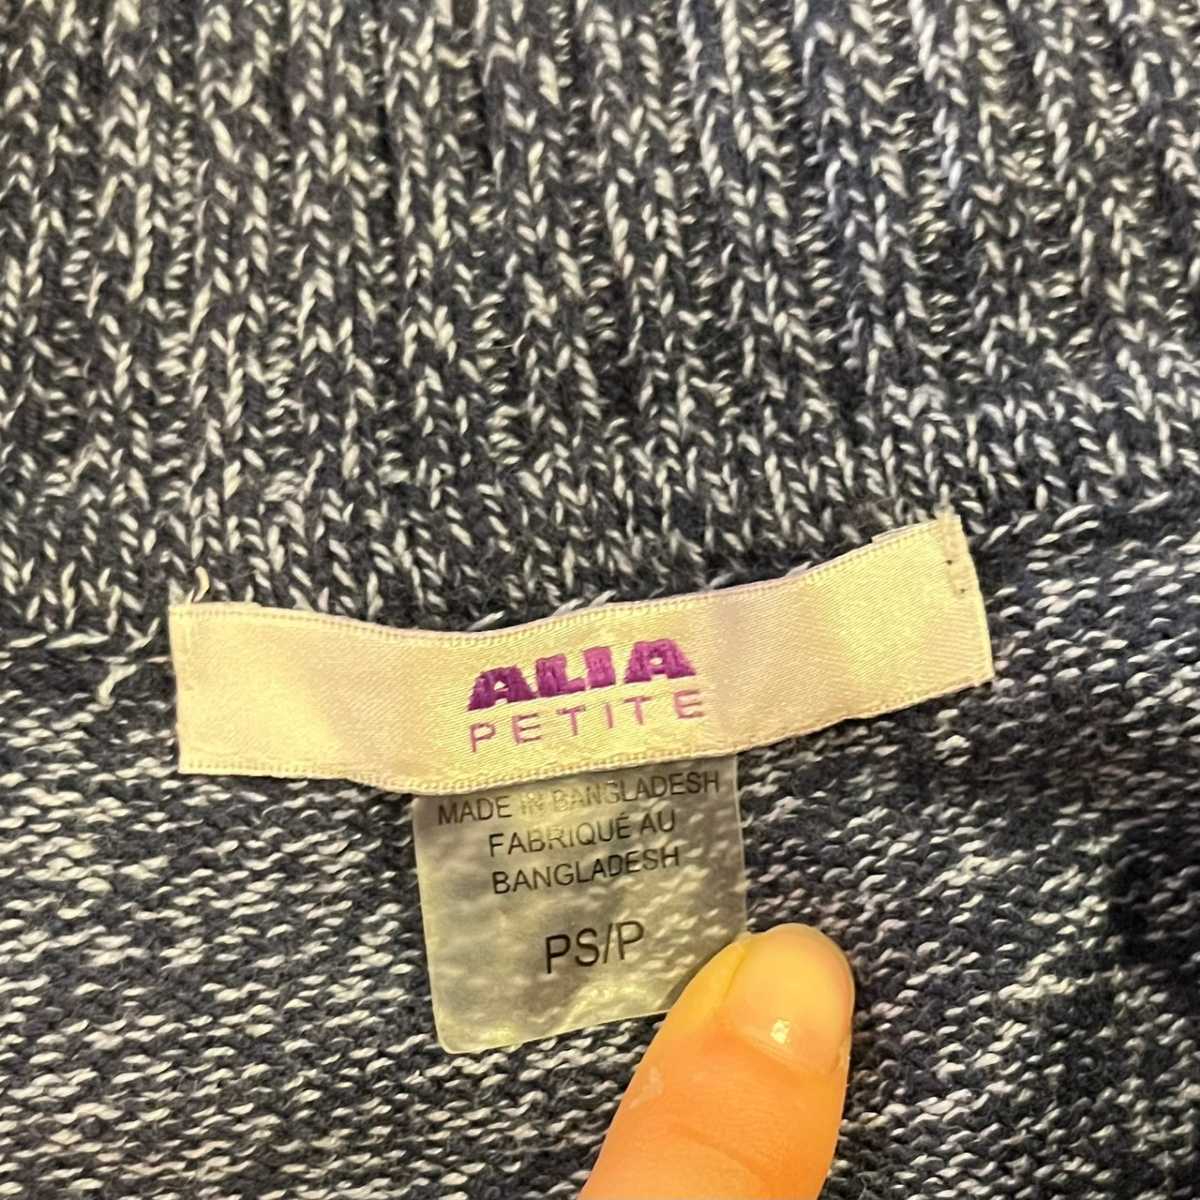 ALIA
PETITE
MADE IN BANGLADESH
FABRIQUÉ AU
BANGLADESH
PS/P